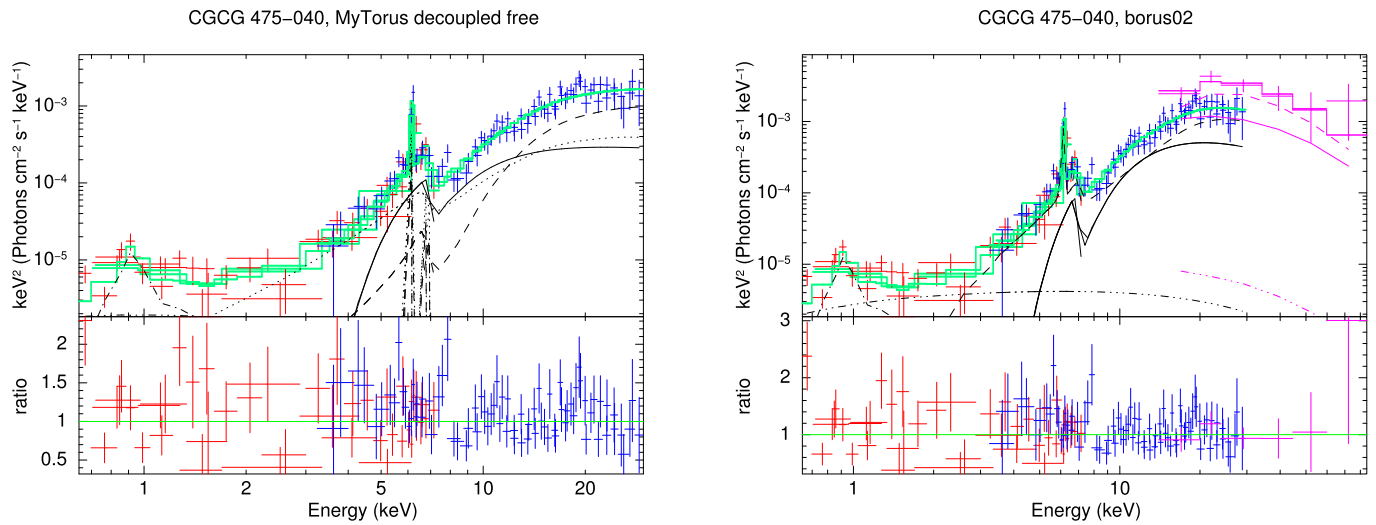 CGCG 475−040, MyTorus decoupled free
keV² (Photons cm⁻² s⁻¹ keV⁻¹)
10⁻³
10⁻⁴
10⁻⁵
ratio
2
1.5
1
0.5
1 2 5 10 20
Energy (keV)
CGCG 475−040, borus02
keV² (Photons cm⁻² s⁻¹ keV⁻¹)
10⁻³
10⁻⁴
10⁻⁵
ratio
3
2
1
1 10
Energy (keV)